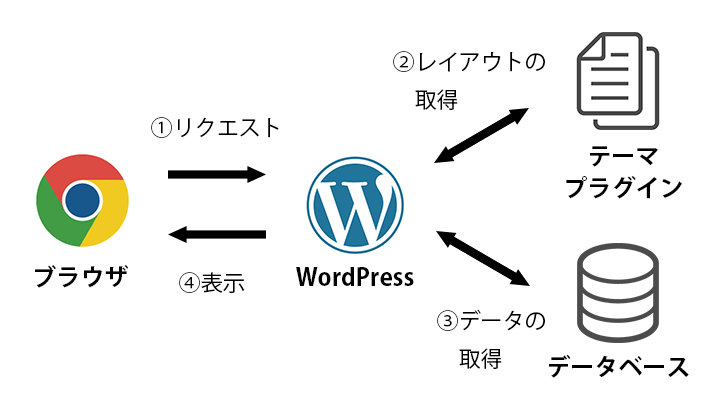 ①リクエスト
ブラウザ
④表示
WordPress
②レイアウトの
取得
テーマ
プラグイン
③データの
取得
データベース